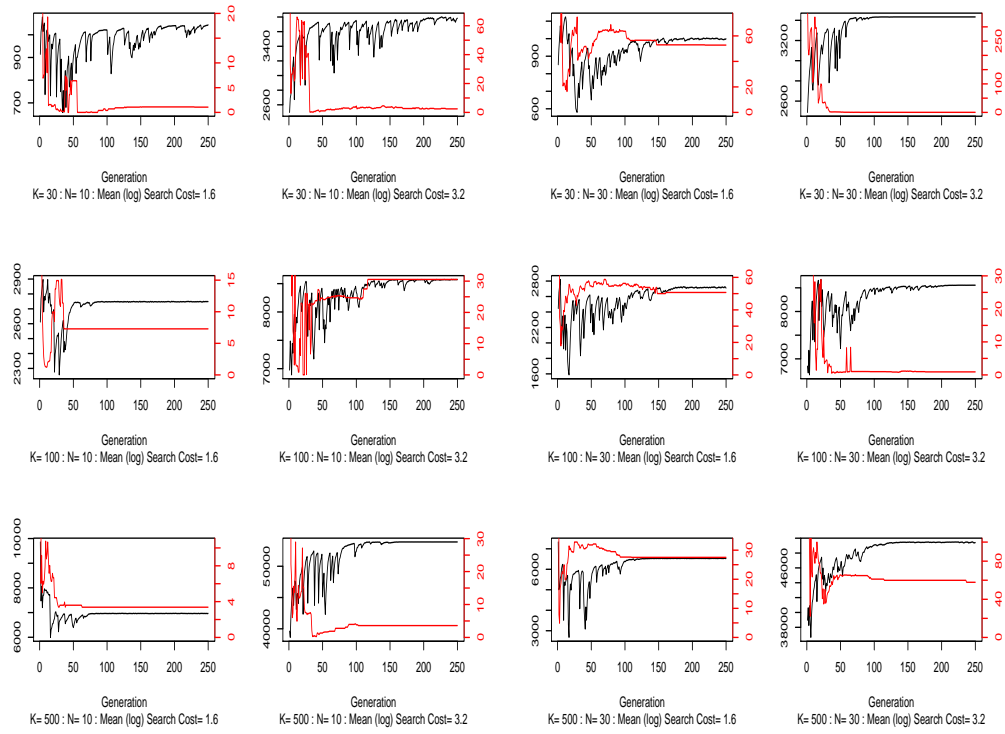 700 900
0 5 10 15 20
0 50 100 150 200 250
Generation
K= 30 : N= 10 : Mean (log) Search Cost= 1.6
2600 3400
0 20 40 60
0 50 100 150 200 250
Generation
K= 30 : N= 10 : Mean (log) Search Cost= 3.2
600 900
0 20 40 60
0 50 100 150 200 250
Generation
K= 30 : N= 30 : Mean (log) Search Cost= 1.6
2600 3200
0 100 250
0 50 100 150 200 250
Generation
K= 30 : N= 30 : Mean (log) Search Cost= 3.2
2300 2600 2900
0 5 10 15
0 50 100 150 200 250
Generation
K= 100 : N= 10 : Mean (log) Search Cost= 1.6
7000 8000
0 10 20 30
0 50 100 150 200 250
Generation
K= 100 : N= 10 : Mean (log) Search Cost= 3.2
1600 2200 2800
0 20 40 60
0 50 100 150 200 250
Generation
K= 100 : N= 30 : Mean (log) Search Cost= 1.6
7000 8000
0 10 20 30
0 50 100 150 200 250
Generation
K= 100 : N= 30 : Mean (log) Search Cost= 3.2
6000 8000 10000
0 4 8
0 50 100 150 200 250
Generation
K= 500 : N= 10 : Mean (log) Search Cost= 1.6
40000 50000
0 10 20 30
0 50 100 150 200 250
Generation
K= 500 : N= 10 : Mean (log) Search Cost= 3.2
3000 6000
0 10 20 30
0 50 100 150 200 250
Generation
K= 500 : N= 30 : Mean (log) Search Cost= 1.6
38000 46000
0 20 40 60 80
0 50 100 150 200 250
Generation
K= 500 : N= 30 : Mean (log) Search Cost= 3.2